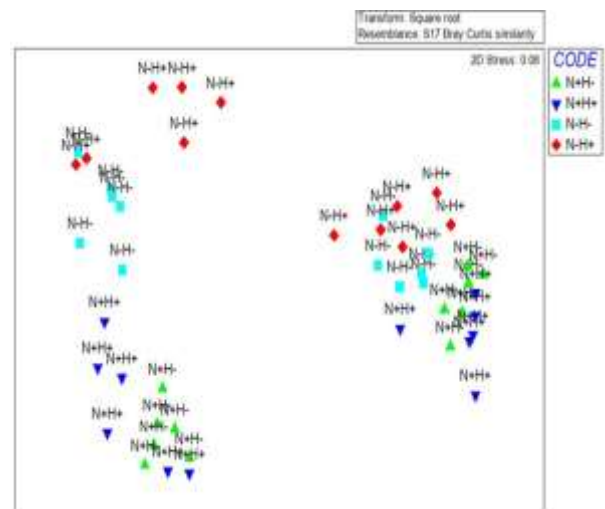 Transform: Square root
Resemblance: S17 Bray Curtis similarity
2D Stress: 0.08
CODE
N+H-
N+H+
N-H-
N-H+
N-H+ N-H+
N-H+
N-H+
N-H-
N-H-
N-H-
N-H-
N+H+
N+H+
N+H+
N+H+
N+H-
N+H-
N+H-
N+H-
N+H-
N-H+
N-H+
N-H-
N-H+
N-H+
N-H+
N-H+
N-H-
N-H-
N-H-
N+H-
N+H-
N+H+
N+H-
N+H+
N+H+